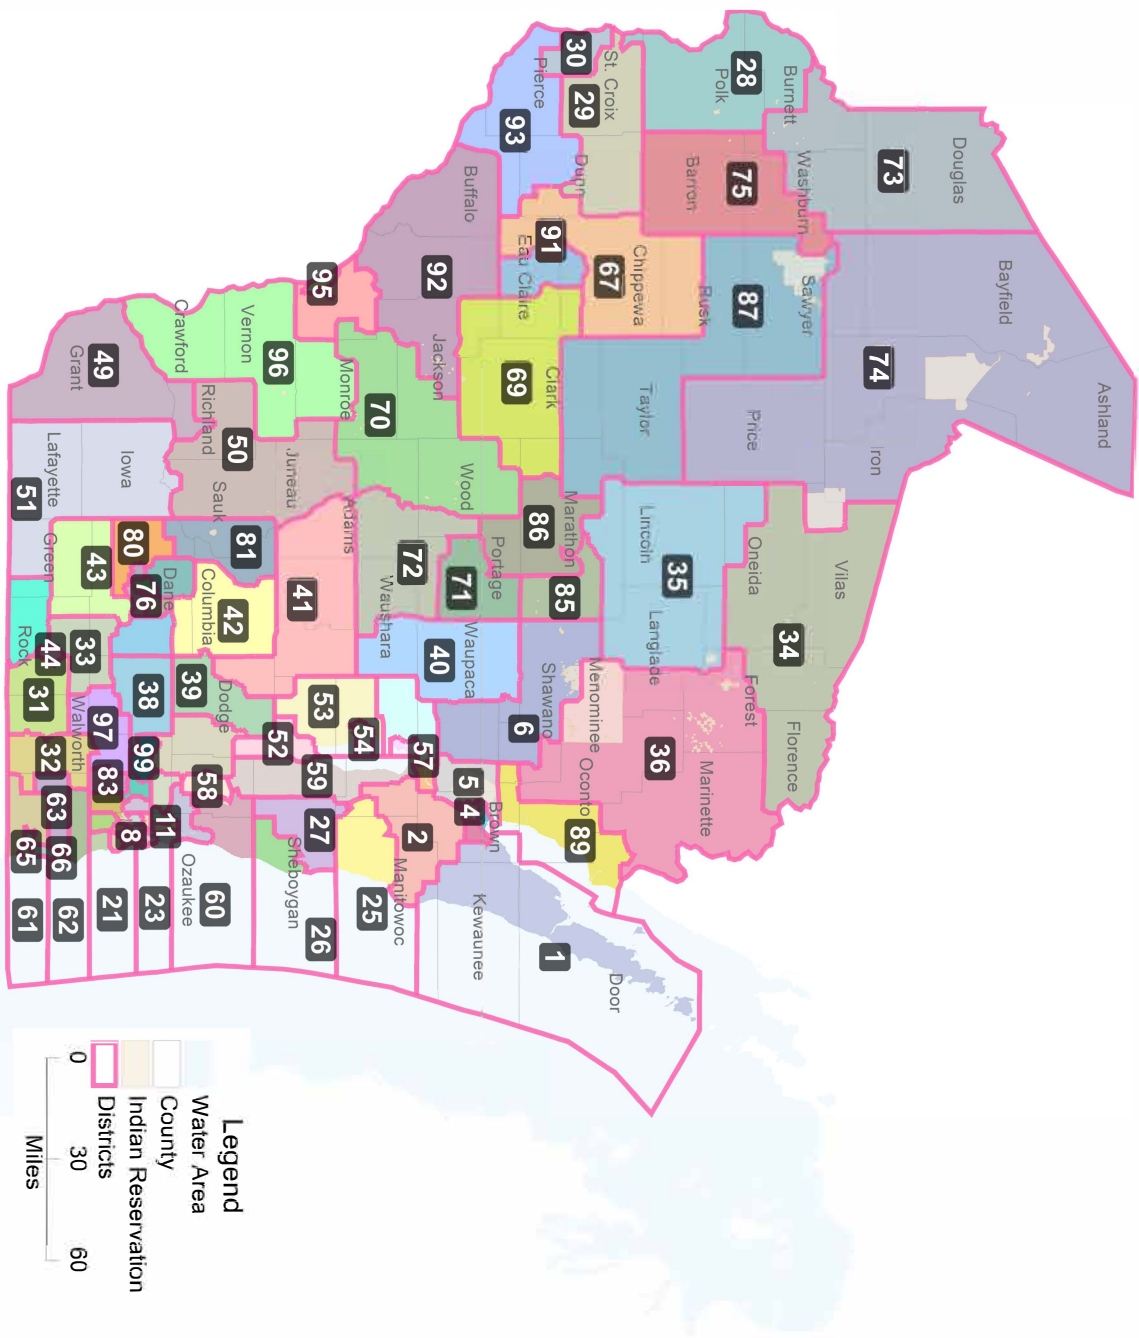 Ashland
Bayfield
Douglas
74
73
Iron
Vilas
Burnett
Washburn
Sawyer
Price
Oneida
34
Florence
28
Polk
75
Barron
87
Rusk
Taylor
Lincoln
35
Langlade
Forest
36
Marinette
30
St. Croix
29
Dunn
67
Chippewa
Clark
69
Marathon
86
85
Menominee
Shawano
6
Oconto
89
Pierce
93
91
Eau Claire
Buffalo
92
Jackson
70
Wood
Portage
71
72
Waushara
Waupaca
40
57
5
4
Brown
1
Door
Kewaunee
95
Monroe
Juneau
Adams
41
53
54
59
2
Manitowoc
25
Vernon
96
Crawford
Richland
50
Sauk
81
Columbia
42
39
Dodge
52
58
27
Sheboygan
26
49
Grant
Iowa
80
Dane
76
38
99
11
Ozaukee
60
23
Lafayette
51
Green
43
33
44
Rock
31
97
Walworth
83
8
21
32
63
66
62
65
61
Legend
Water Area
County
Indian Reservation
Districts
0 30 60
Miles